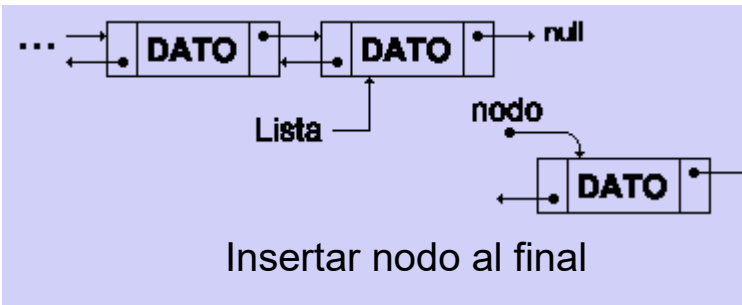 ... DATO DATO null
Lista
nodo
DATO
Insertar nodo al final